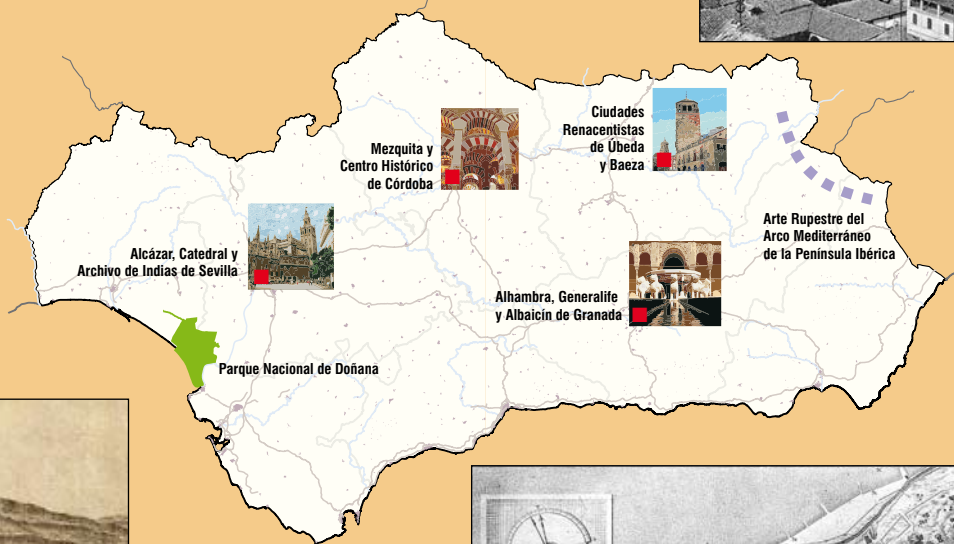 Ciudades
Renacentistas
de Úbeda
y Baeza
Mezquita y
Centro Histórico
de Córdoba
Arte Rupestre del
Arco Mediterráneo
de la Península Ibérica
Alcázar, Catedral y
Archivo de Indias de Sevilla
Alhambra, Generalife
y Albaicín de Granada
Parque Nacional de Doñana